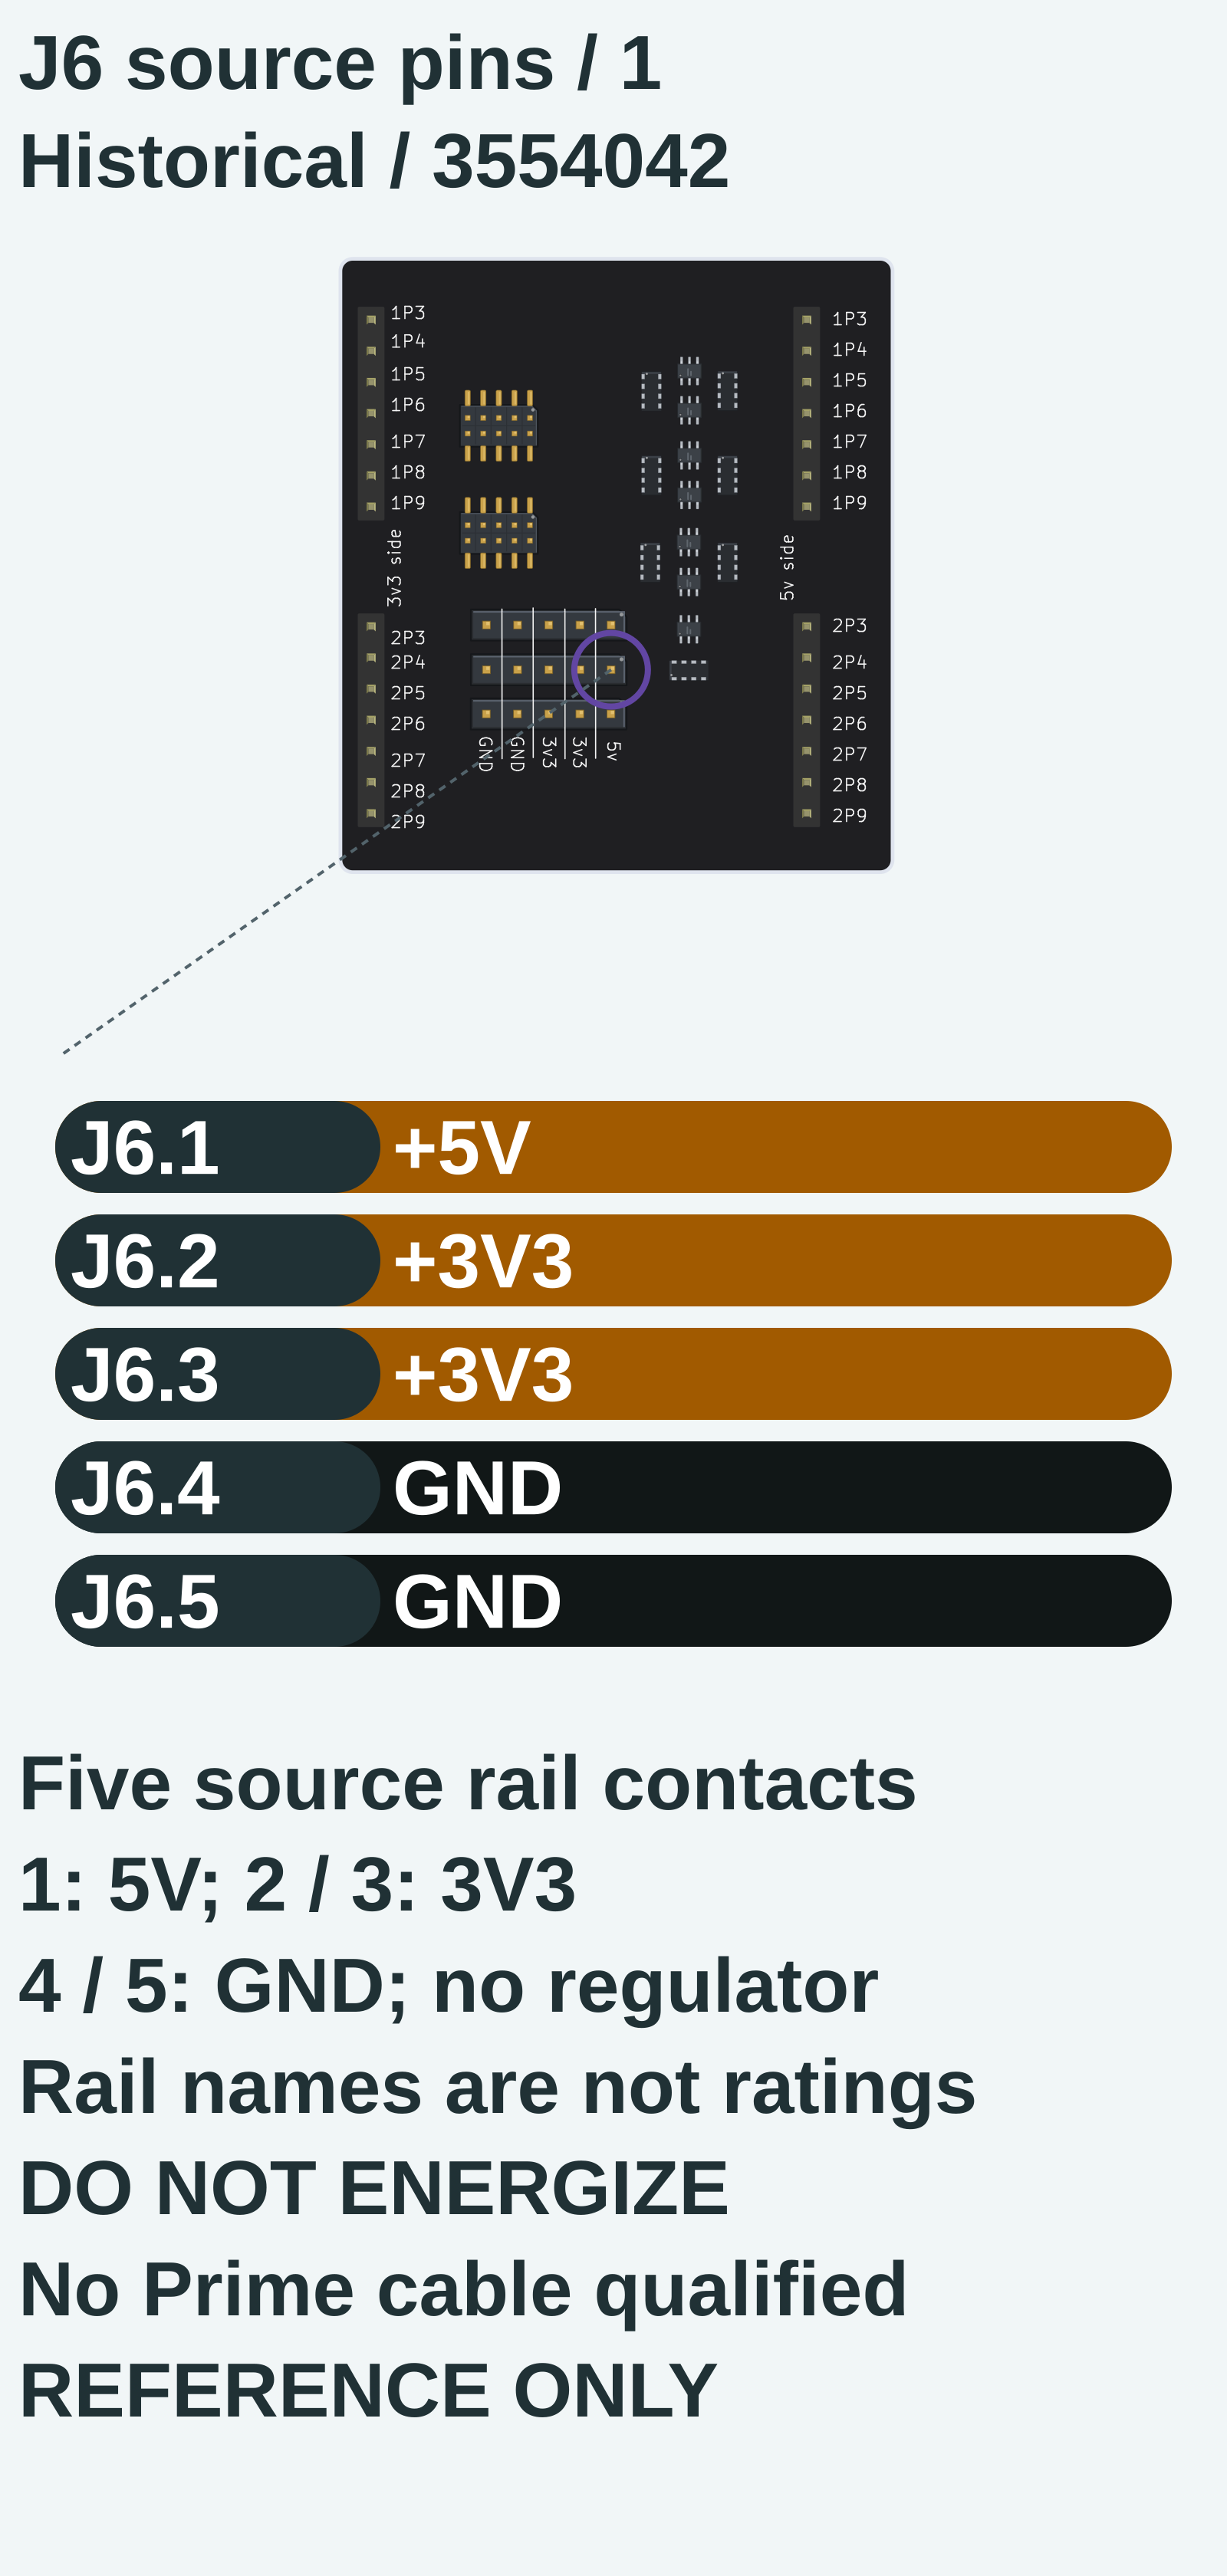 J6 source pins / 1
Historical / 3554042
1P3
1P4
1P5
1P6
1P7
1P8
1P9
3v3 side
2P3
2P4
2P5
2P6
2P7
2P8
2P9
1P3
1P4
1P5
1P6
1P7
1P8
1P9
5v side
2P3
2P4
2P5
2P6
2P7
2P8
2P9
GND
GND
3v3
3v3
5v
J6.1 +5V
J6.2 +3V3
J6.3 +3V3
J6.4 GND
J6.5 GND
Five source rail contacts
1: 5V; 2 / 3: 3V3
4 / 5: GND; no regulator
Rail names are not ratings
DO NOT ENERGIZE
No Prime cable qualified
REFERENCE ONLY